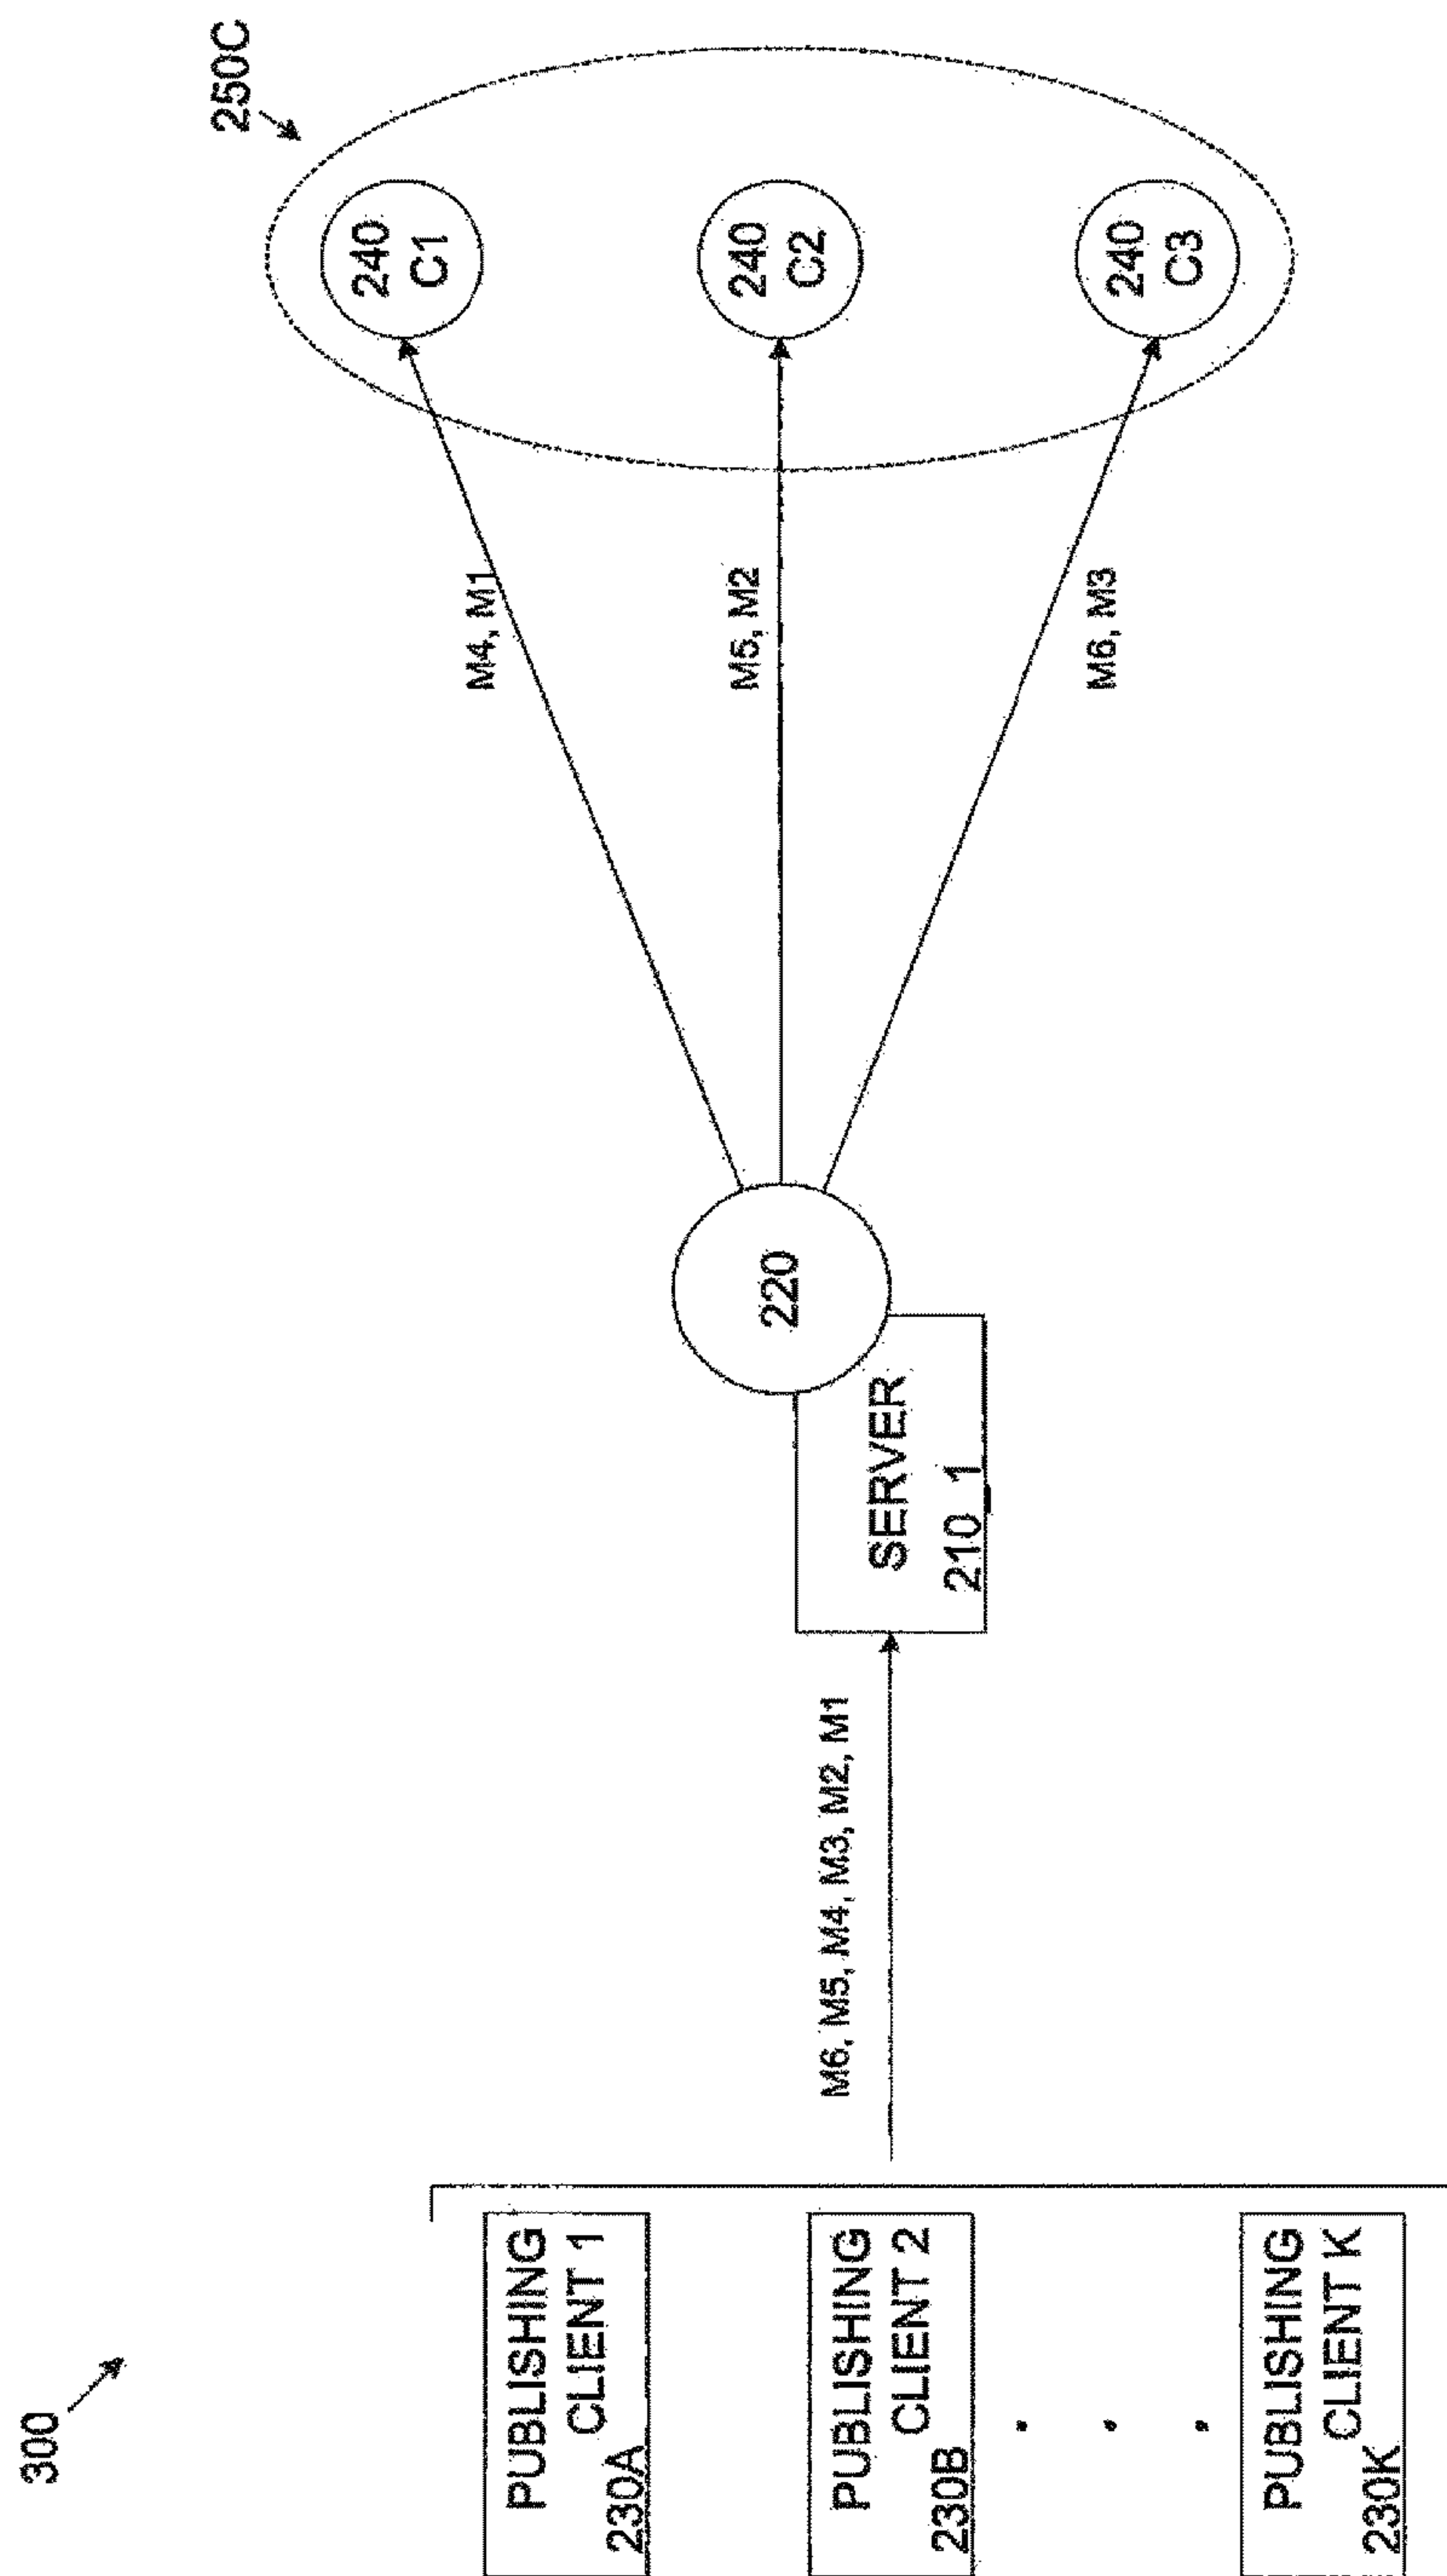 300
PUBLISHING
CLIENT 1
230A
PUBLISHING
CLIENT 2
230B
PUBLISHING
CLIENT K
230K
M6, M5, M4, M3, M2, M1
SERVER
210_1
220
M4, M1
M5, M2
M6, M3
250C
240
C1
240
C2
240
C3